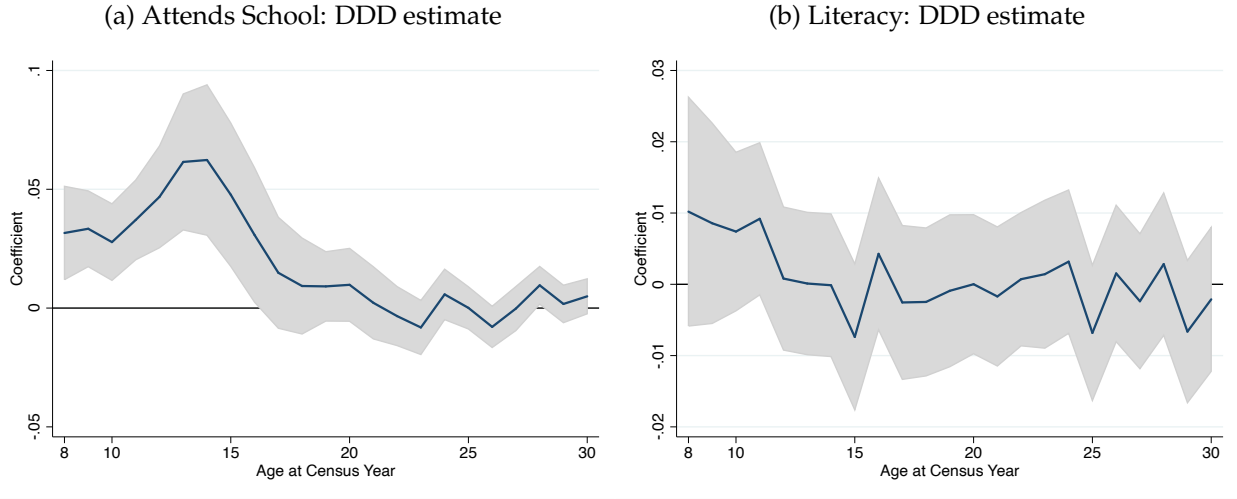 (a) Attends School: DDD estimate
.1
.05
0
-.05
Coefficient
8 10 15 20 25 30
Age at Census Year
(b) Literacy: DDD estimate
.03
.02
.01
0
-.01
-.02
Coefficient
8 10 15 20 25 30
Age at Census Year